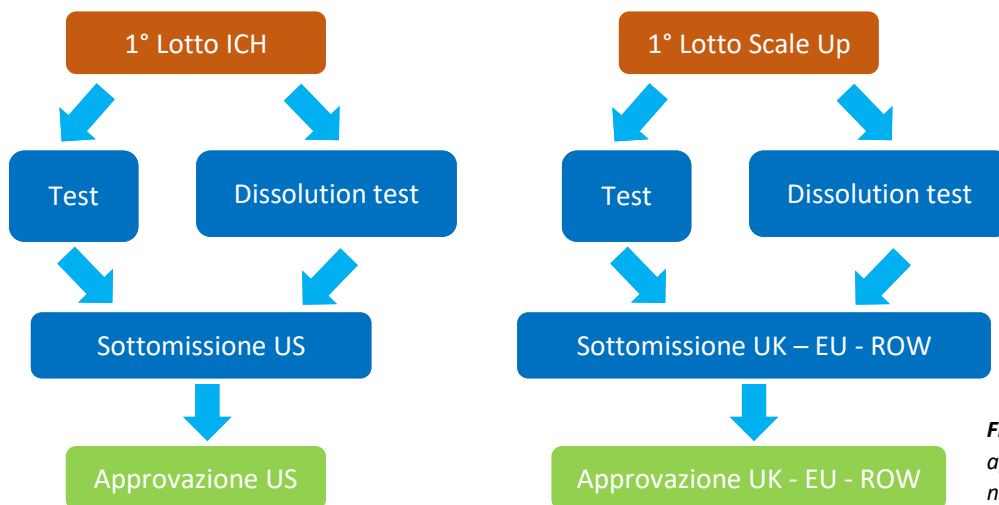 1° Lotto ICH
Test
Dissolution test
Sottomissione US
Approvazione US
1° Lotto Scale Up
Test
Dissolution test
Sottomissione UK – EU - ROW
Approvazione UK - EU - ROW